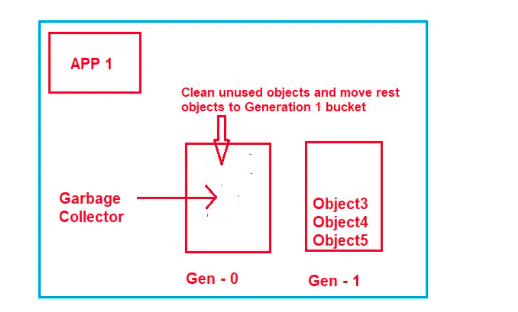 APP 1
Clean unused objects and move rest
objects to Generation 1 bucket
Garbage
Collector
Object3
Object4
Object5
Gen - 0
Gen - 1